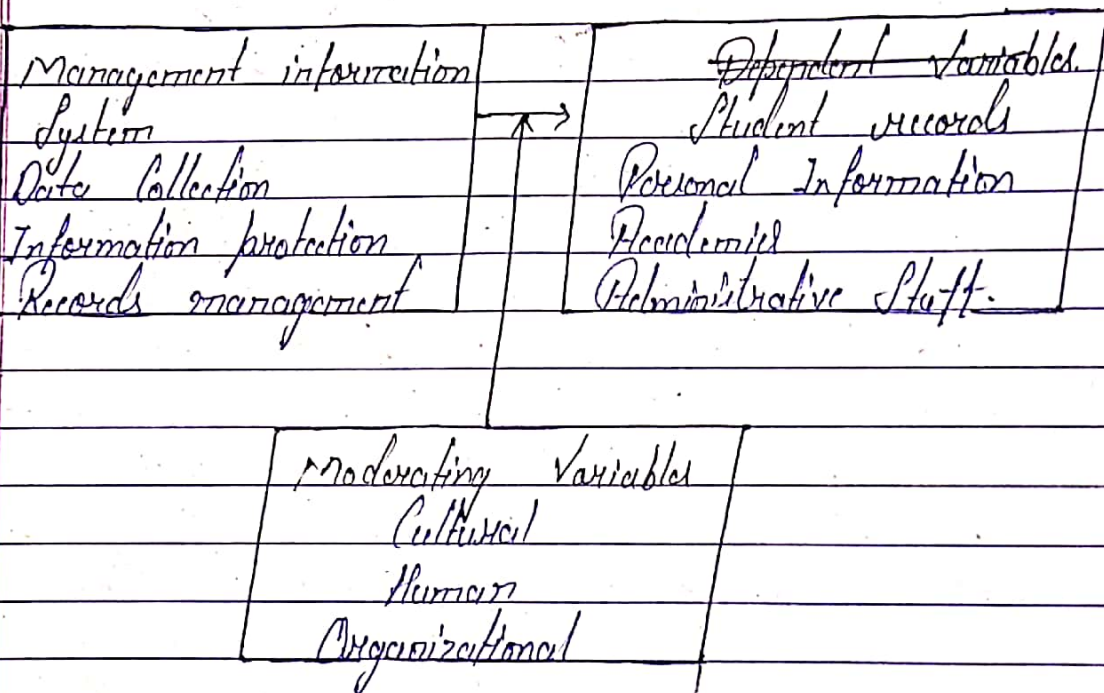 Management information
System
Data Collection
Information protection
Records management
Dependent Variables.
Student records
Personal Information
Academics
Administrative Staff.
Moderating Variables
Cultural
Human
Organizational